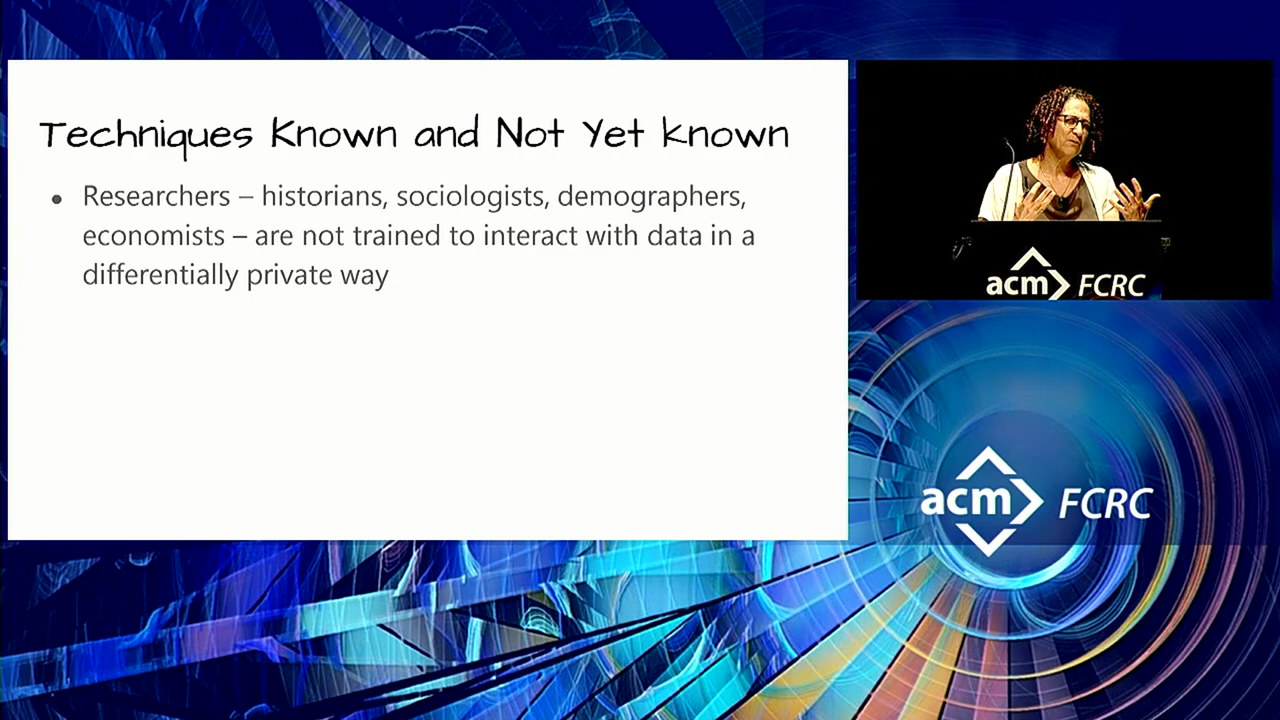 Techniques Known and Not Yet known
• Researchers – historians, sociologists, demographers,
economists – are not trained to interact with data in a
differentially private way
acm FCRC
acm FCRC